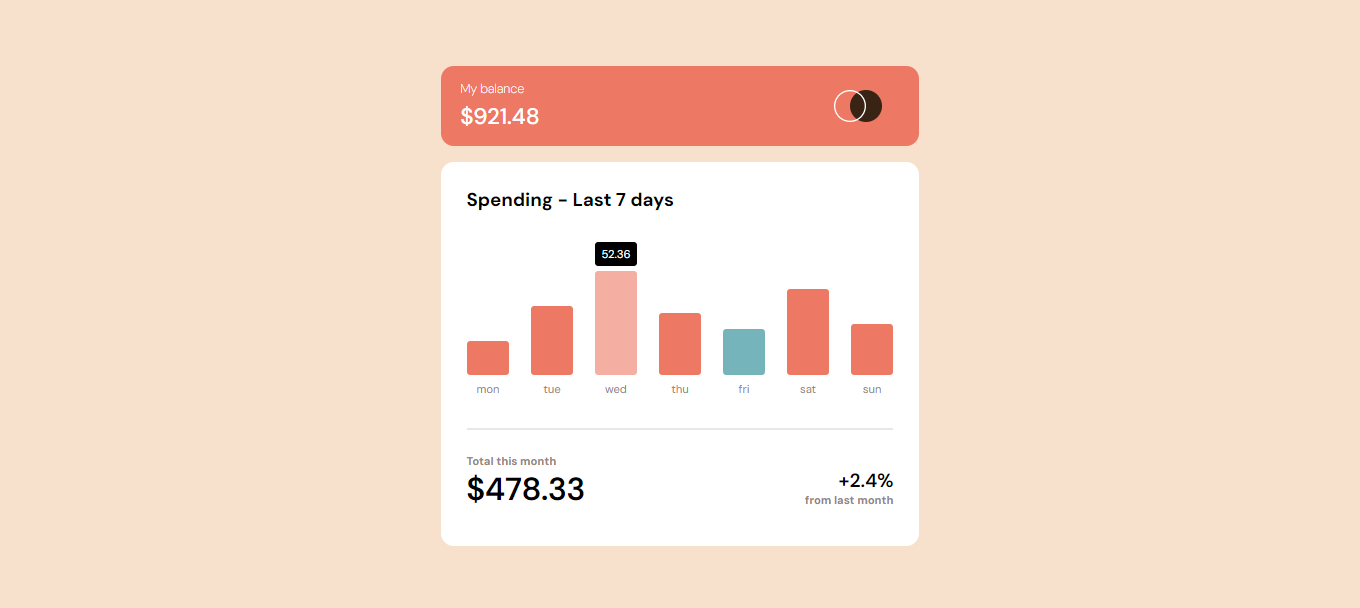 My balance
$921.48
Spending - Last 7 days
52.36
mon tue wed thu fri sat sun
Total this month
$478.33
+2.4%
from last month